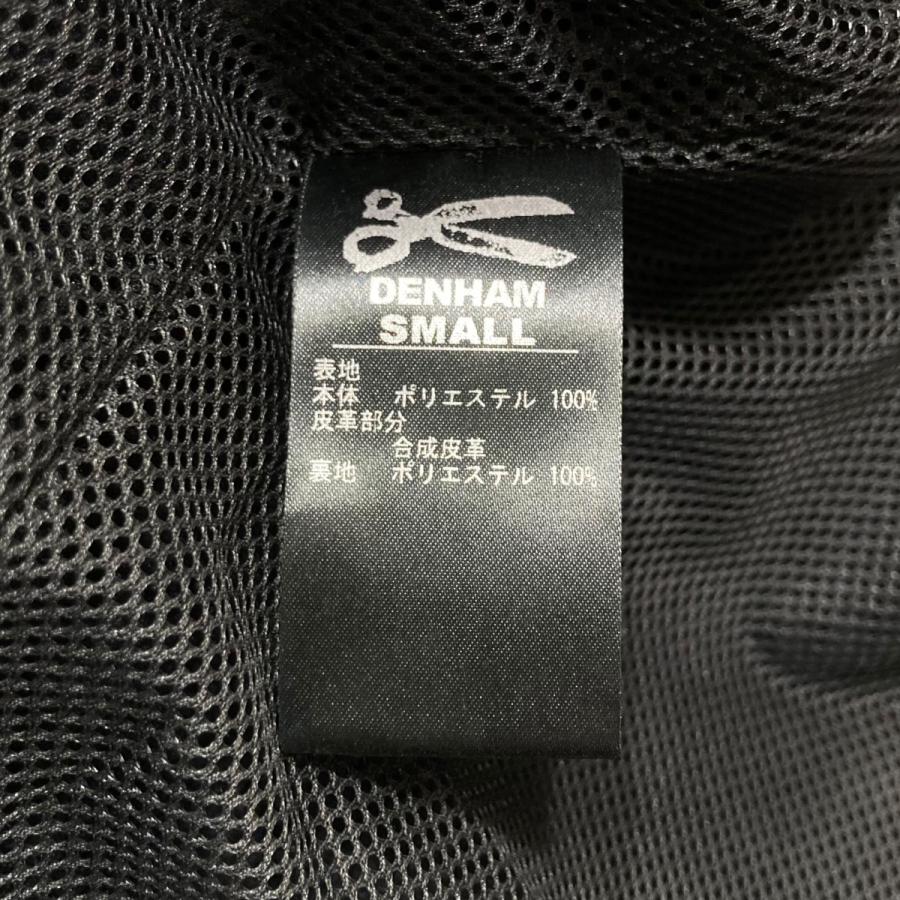 DENHAM
SMALL
表地
本体 ポリエステル 100%
皮革部分
合成皮革
裏地 ポリエステル 100%